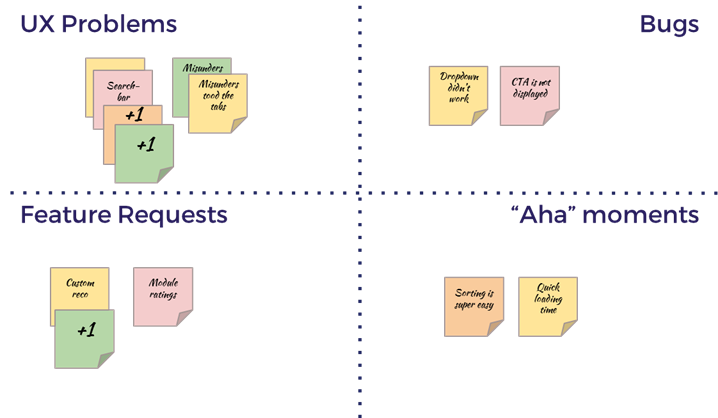 UX Problems
Bugs
Search-
bar
+1
+1
Misunders
Misunders
tood the
tabs
Dropdown
didn't
work
CTA is not
displayed
Feature Requests
"Aha" moments
Custom
reco
+1
Module
ratings
Sorting is
super easy
Quick
loading
time